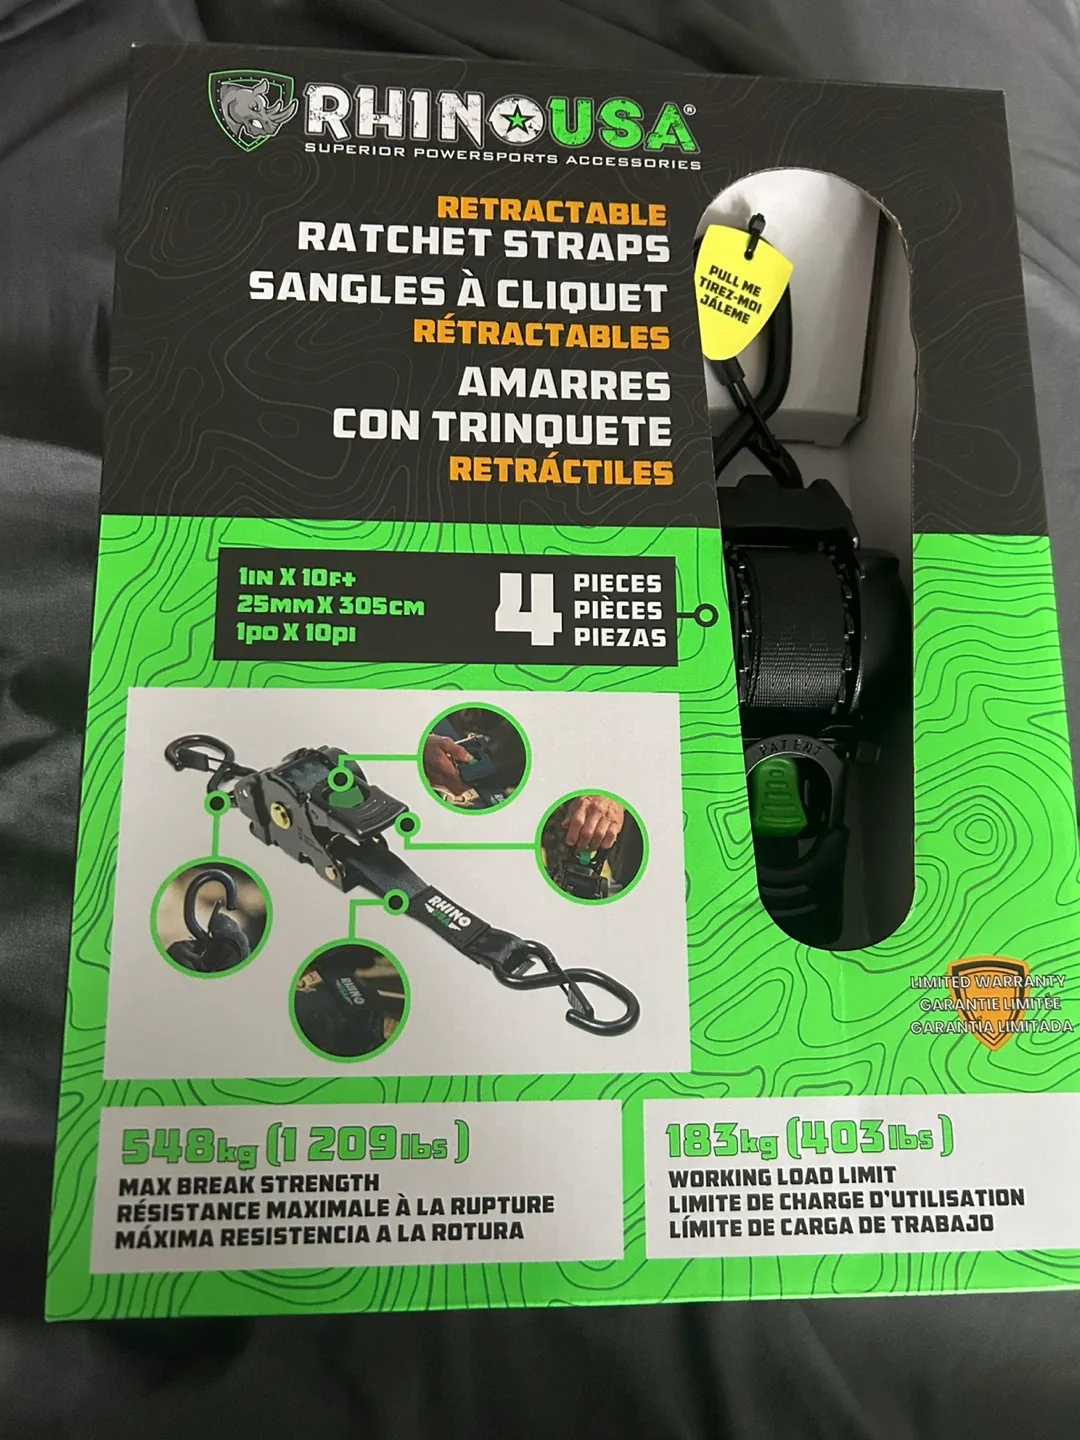 RHINOUSA®
SUPERIOR POWERSPORTS ACCESSORIES
RETRACTABLE
RATCHET STRAPS
SANGLES À CLIQUET
RÉTRACTABLES
AMARRES
CON TRINQUETE
RETRÁCTILES
PULL ME
TIREZ-MOI
JÁLEME
1IN X 10Ft
25MM X 305CM
1po X 10pi
4
PIECES
PIÈCES
PIEZAS
PATENT
RHINO
USA
RHINO
USA
LIMITED WARRANTY
GARANTIE LIMITÉE
GARANTÍA LIMITADA
548kg (1 209lbs)
MAX BREAK STRENGTH
RÉSISTANCE MAXIMALE À LA RUPTURE
MÁXIMA RESISTENCIA A LA ROTURA
183kg (403lbs)
WORKING LOAD LIMIT
LIMITE DE CHARGE D'UTILISATION
LÍMITE DE CARGA DE TRABAJO